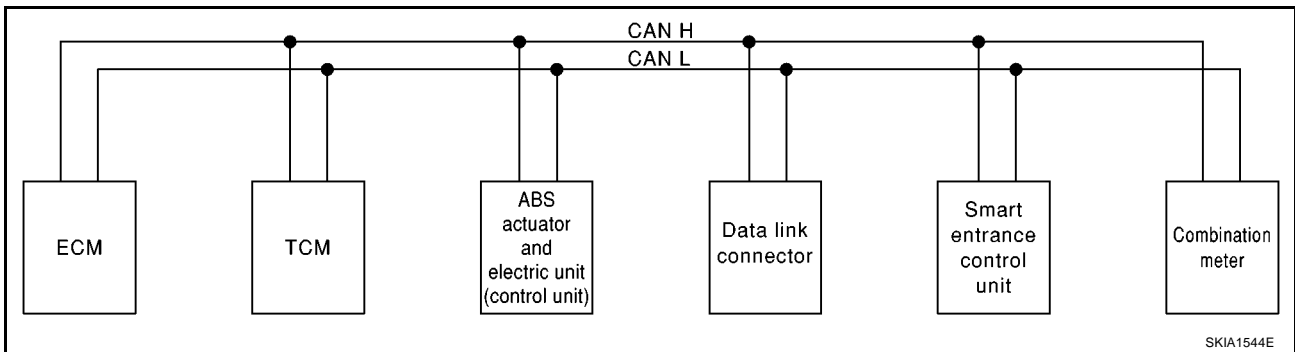 CAN H
CAN L
ECM
TCM
ABS
actuator
and
electric unit
(control unit)
Data link
connector
Smart
entrance
control
unit
Combination
meter
SKIA1544E